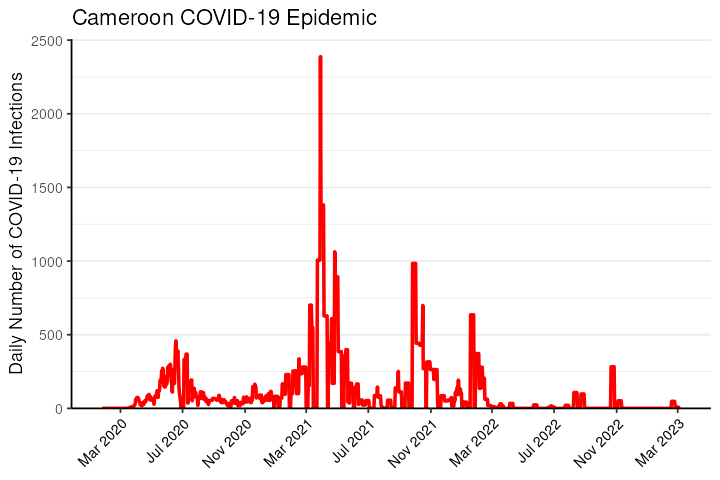 Cameroon COVID-19 Epidemic
Daily Number of COVID-19 Infections
2500
2000
1500
1000
500
0
Mar 2020
Jul 2020
Nov 2020
Mar 2021
Jul 2021
Nov 2021
Mar 2022
Jul 2022
Nov 2022
Mar 2023